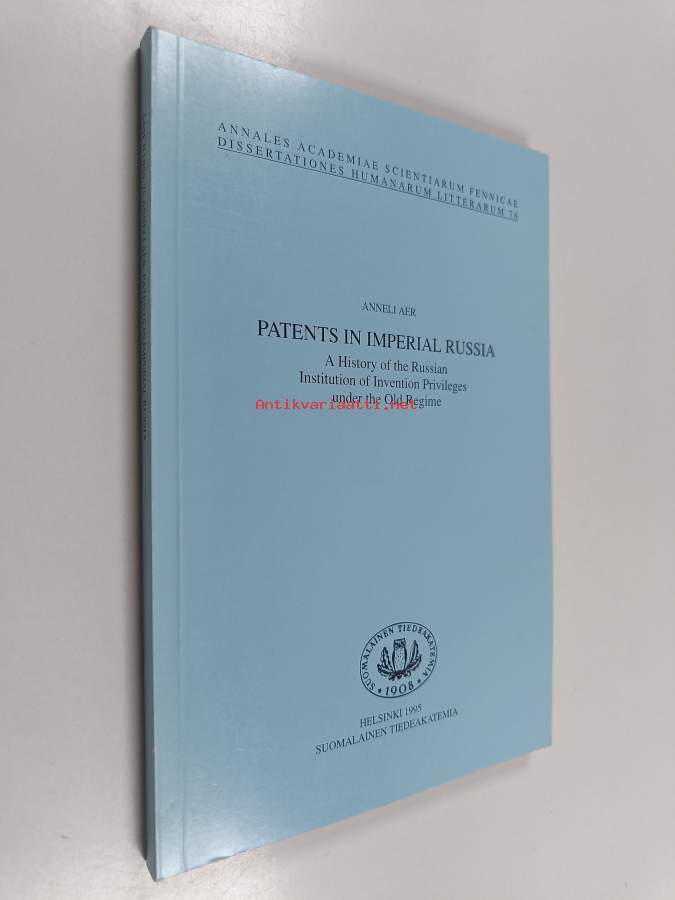 ANNALES ACADEMIAE SCIENTIARUM FENNICAE
DISSERTATIONES HUMANARUM LITTERARUM 76
ANNELI AER
PATENTS IN IMPERIAL RUSSIA
A History of the Russian
Institution of Invention Privileges
under the Old Regime
Antikvariaatti.net
SUOMALAINEN TIEDEAKATEMIA
1908
HELSINKI 1995
SUOMALAINEN TIEDEAKATEMIA